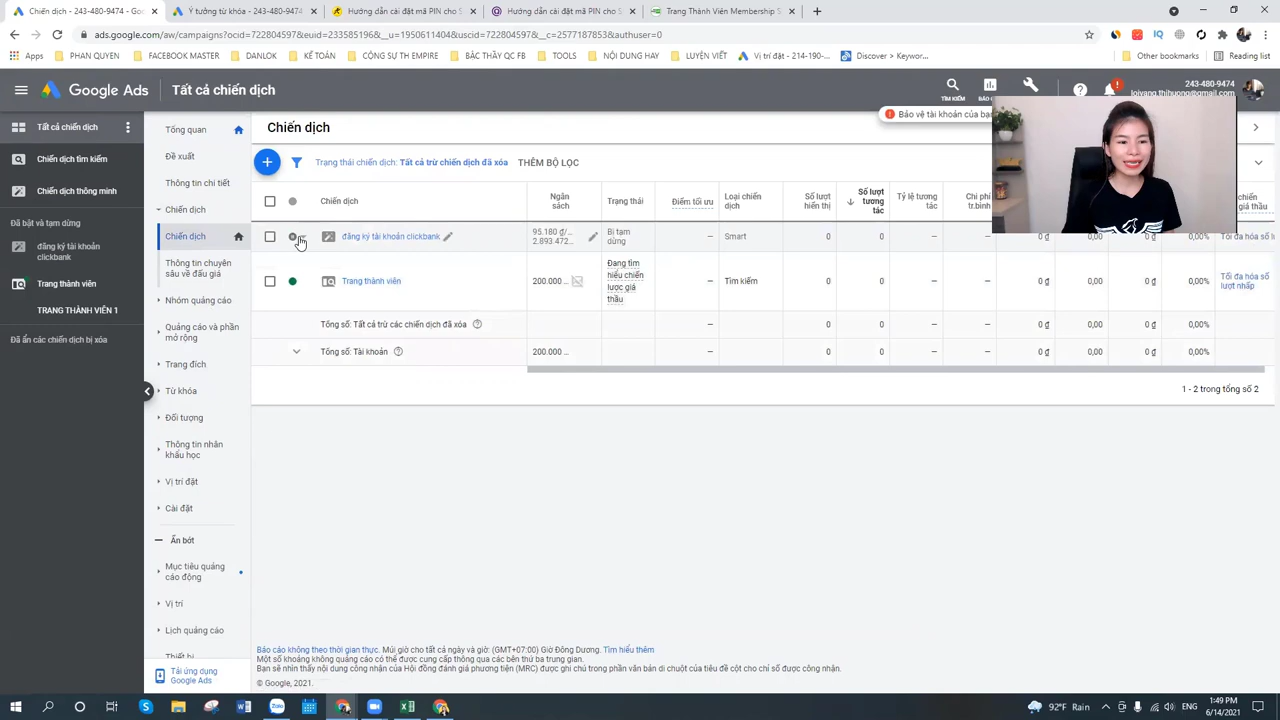 Chiến dịch - 243-480-9474 - Goo
Ý tưởng từ khóa - 243-480-9474
Hướng dẫn cài đặt mã PIN cho S
Hướng dẫn cài đặt mã PIN cho S
Trang Thành Viên Membership S
ads.google.com/aw/campaigns?ocid=722804597&euid=233585196&__u=1950611404&uscid=722804597&__c=2577187853&authuser=0
Apps
PHAN QUYEN
FACEBOOK MASTER
DANLOK
KẾ TOÁN
CÔNG SỰ EMPIRE
BẬC THẦY QC FB
TOOLS
NỘI DUNG HAY
LUYỆN VIẾT
Vị trí đặt - 214-190-...
Discover > Keywor...
Other bookmarks
Reading list
Google Ads
Tất cả chiến dịch
TÌM KIẾM
243-480-9474
loivang.thihuong@gmail.com
Tất cả chiến dịch
Chiến dịch tìm kiếm
Chiến dịch thông minh
Đã bật và tạm dừng
đăng ký tài khoản
clickbank
Trang thành viên
TRANG THÀNH VIÊN 1
Đã ẩn các chiến dịch bị xóa
Tổng quan
Đề xuất
Thông tin chi tiết
Chiến dịch
Chiến dịch
Thông tin chuyên
sâu về đấu giá
Nhóm quảng cáo
Quảng cáo và phần
mở rộng
Trang đích
Từ khóa
Đối tượng
Thông tin nhân
khẩu học
Vị trí đặt
Cài đặt
Ẩn bớt
Mục tiêu quảng
cáo động
Vị trí
Lịch quảng cáo
Thiết bị
Tải ứng dụng
Google Ads
Chiến dịch
Bảo vệ tài khoản của bạn
Trạng thái chiến dịch: Tất cả trừ chiến dịch đã xóa
THÊM BỘ LỌC
Chiến dịch
Ngân
sách
Trạng thái
Điểm tối ưu
Loại chiến
dịch
Số lượt
hiển thị
Số lượt
tương
tác
Tỷ lệ tương
tác
Chi phí
tr.bình
chiến
giá thầu
đăng ký tài khoản clickbank
95.180 ₫/...
2.893.472...
Bị tạm
dừng
–
Smart
0
0
–
–
0 ₫
0,00
0 ₫
0,00%
Tối đa hóa số
Trang thành viên
200.000 ...
Đang tìm
hiểu chiến
lược giá
thầu
–
Tìm kiếm
0
0
–
–
0 ₫
0,00
0 ₫
0,00%
Tối đa hóa số
lượt nhấp
Tổng số: Tất cả trừ các chiến dịch đã xóa
–
0
0
–
–
0 ₫
0,00
0 ₫
0,00%
Tổng số: Tài khoản
200.000 ...
–
0
0
–
–
0 ₫
0,00
0 ₫
0,00%
1 - 2 trong tổng số 2
Báo cáo không theo thời gian thực. Múi giờ cho tất cả ngày và giờ: (GMT+07:00) Giờ Đông Dương. Tìm hiểu thêm
Một số khoảng không quảng cáo có thể được cung cấp thông qua các bên thứ ba trung gian.
Bạn sẽ nhìn thấy nội dung công nhận của Hội đồng đánh giá phương tiện (MRC) được ghi chú trong phần văn bản di chuột của tiêu đề cột cho chỉ số được công nhận.
© Google, 2021.
92°F Rain
ENG
1:49 PM
6/14/2021